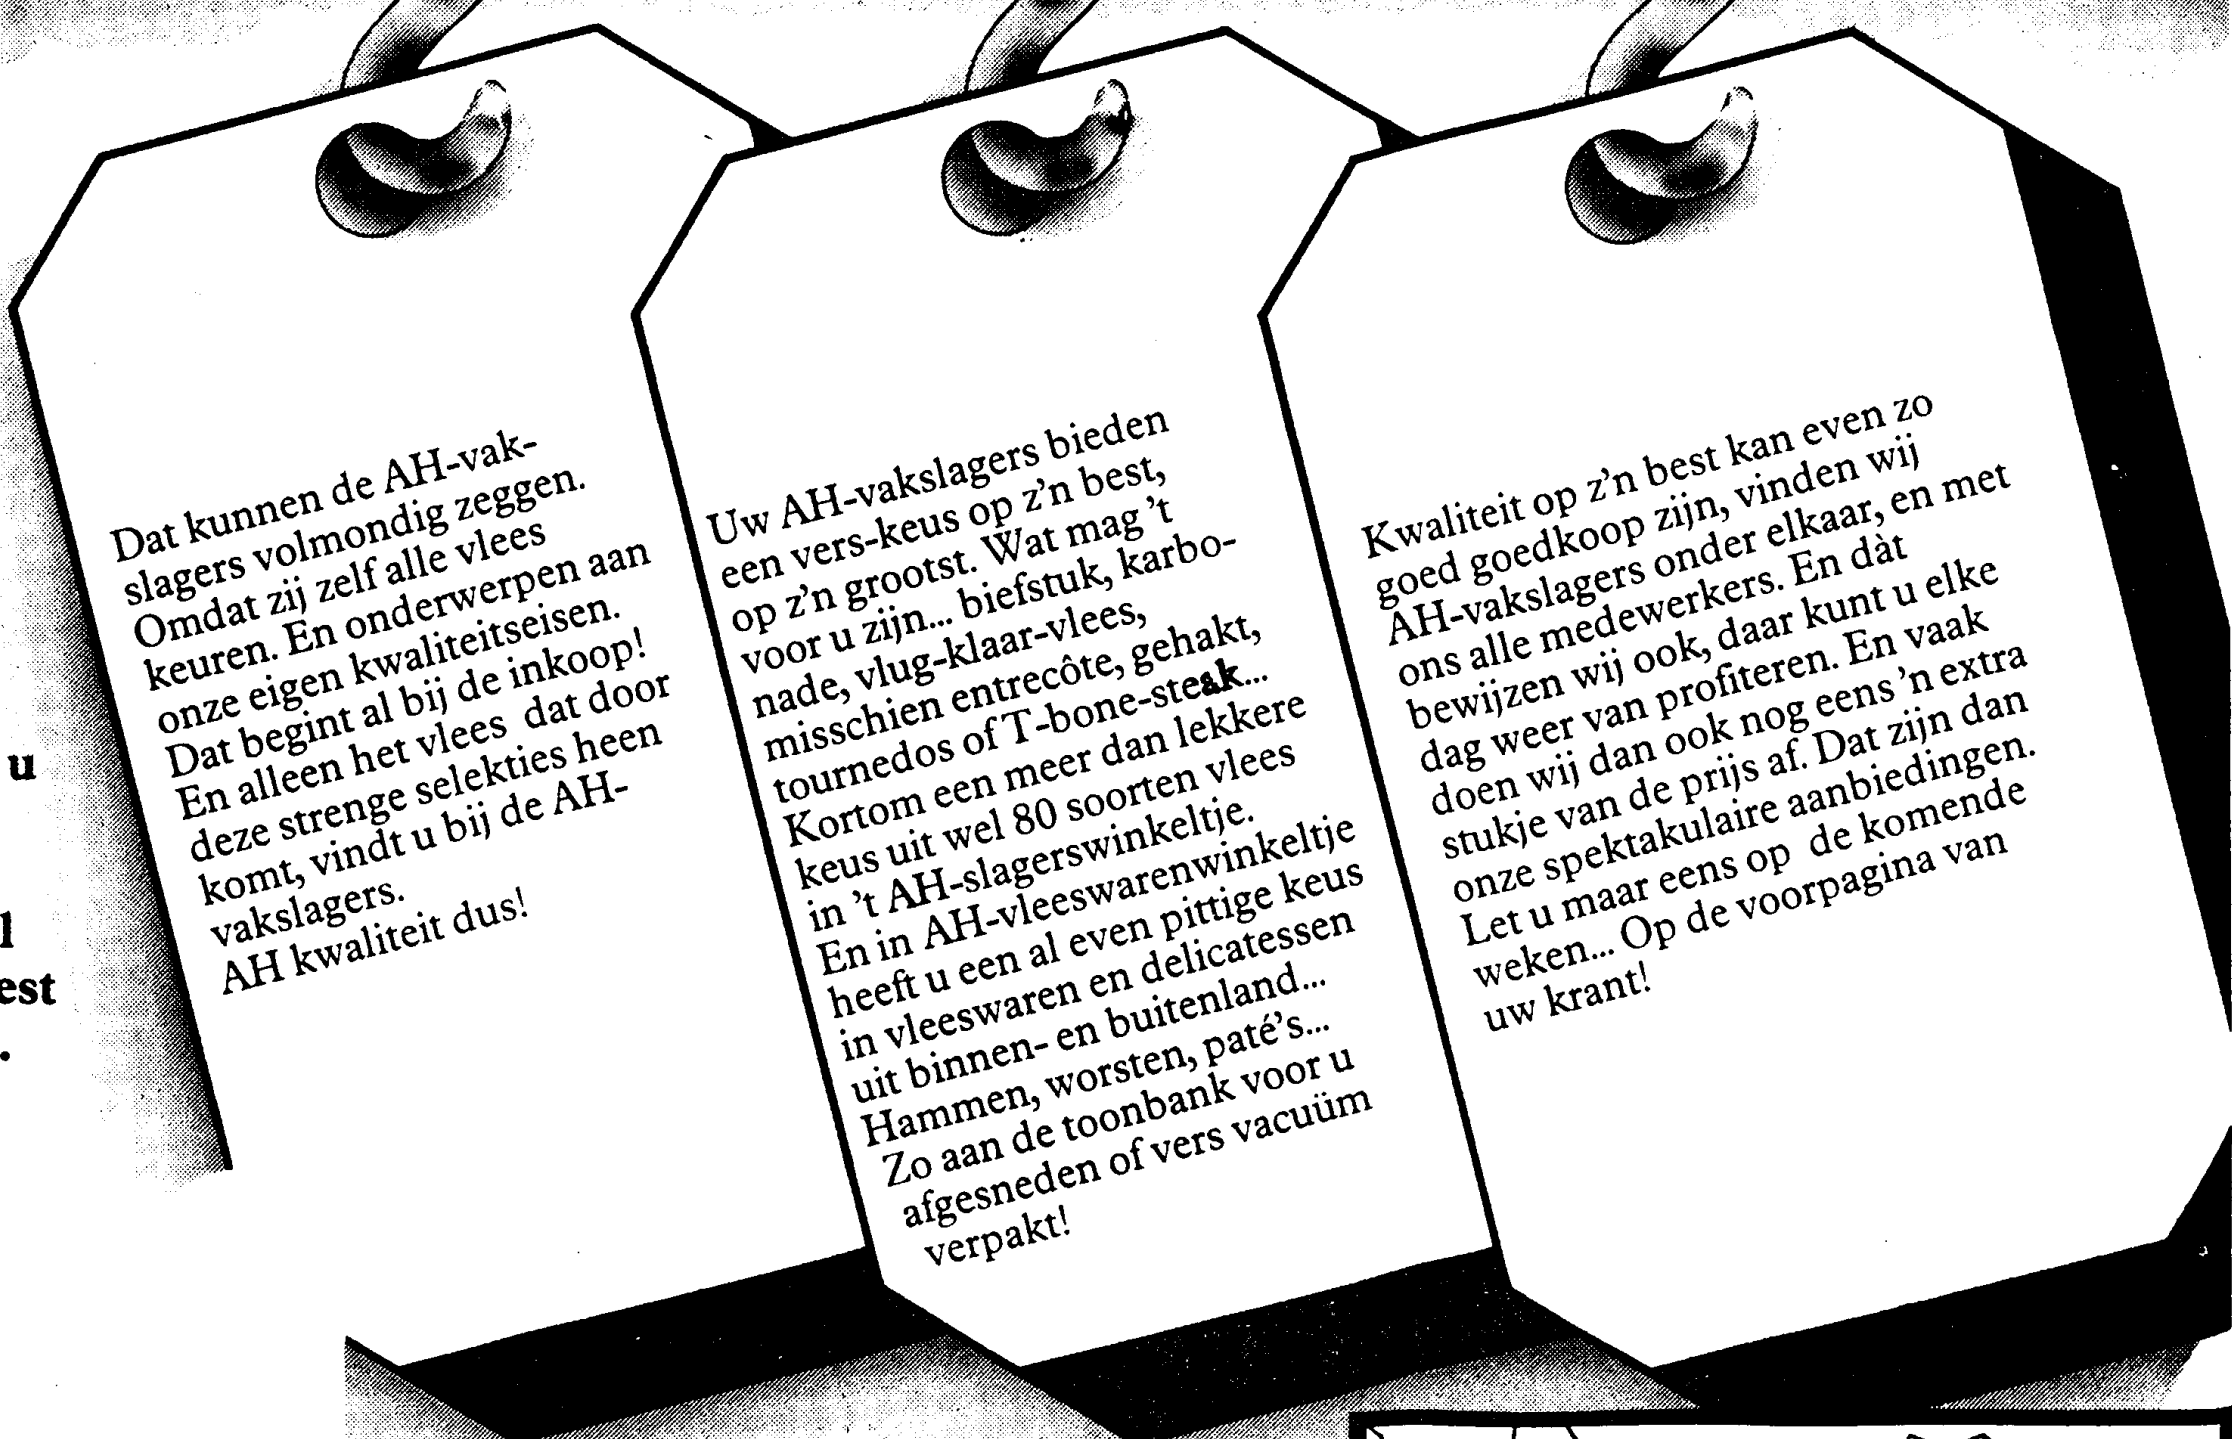 Dat kunnen de AH-vak-
slagers volmondig zeggen.
Omdat zij zelf alle vlees
keuren. En onderwerpen aan
onze eigen kwaliteitseisen.
Dat begint al bij de inkoop!
En alleen het vlees dat door
deze strenge selekties heen
komt, vindt u bij de AH-
vakslagers.
AH kwaliteit dus!
Uw AH-vakslagers bieden
een vers-keus op z'n best,
op z'n grootst. Wat mag 't
voor u zijn... biefstuk, karbo-
nade, vlug-klaar-vlees,
misschien entrecôte, gehakt,
tournedos of T-bone-steak...
Kortom een meer dan lekkere
keus uit wel 80 soorten vlees
in 't AH-slagerswinkeltje.
En in AH-vleeswarenwinkeltje
heeft u een al even pittige keus
in vleeswaren en delicatessen
uit binnen- en buitenland...
Hammen, worsten, paté's...
Zo aan de toonbank voor u
afgesneden of vers vacuüm
verpakt!
Kwaliteit op z'n best kan even zo
goed goedkoop zijn, vinden wij
AH-vakslagers onder elkaar, en met
ons alle medewerkers. En dàt
bewijzen wij ook, daar kunt u elke
dag weer van profiteren. En vaak
doen wij dan ook nog eens 'n extra
stukje van de prijs af. Dat zijn dan
onze spektakulaire aanbiedingen.
Let u maar eens op de komende
weken... Op de voorpagina van
uw krant!
u